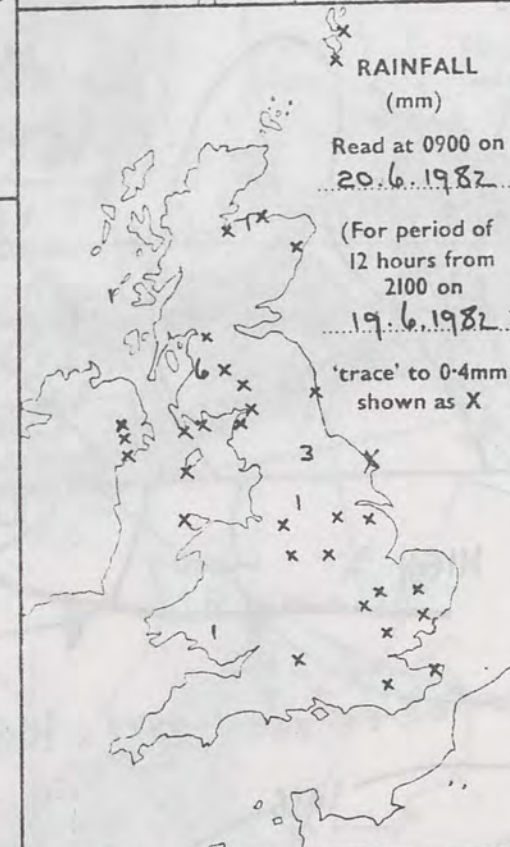 RAINFALL
(mm)
Read at 0900 on
20.6.1982
(For period of
12 hours from
2100 on
19.6.1982
'trace' to 0·4mm
shown as X
X
X
X
1
X
X
X
X
6
X
X
X
X
X
X
X
X
X
X
X
3
X
X
1
X
X
X
X
X
X
X
X
X
X
X
1
X
X
X